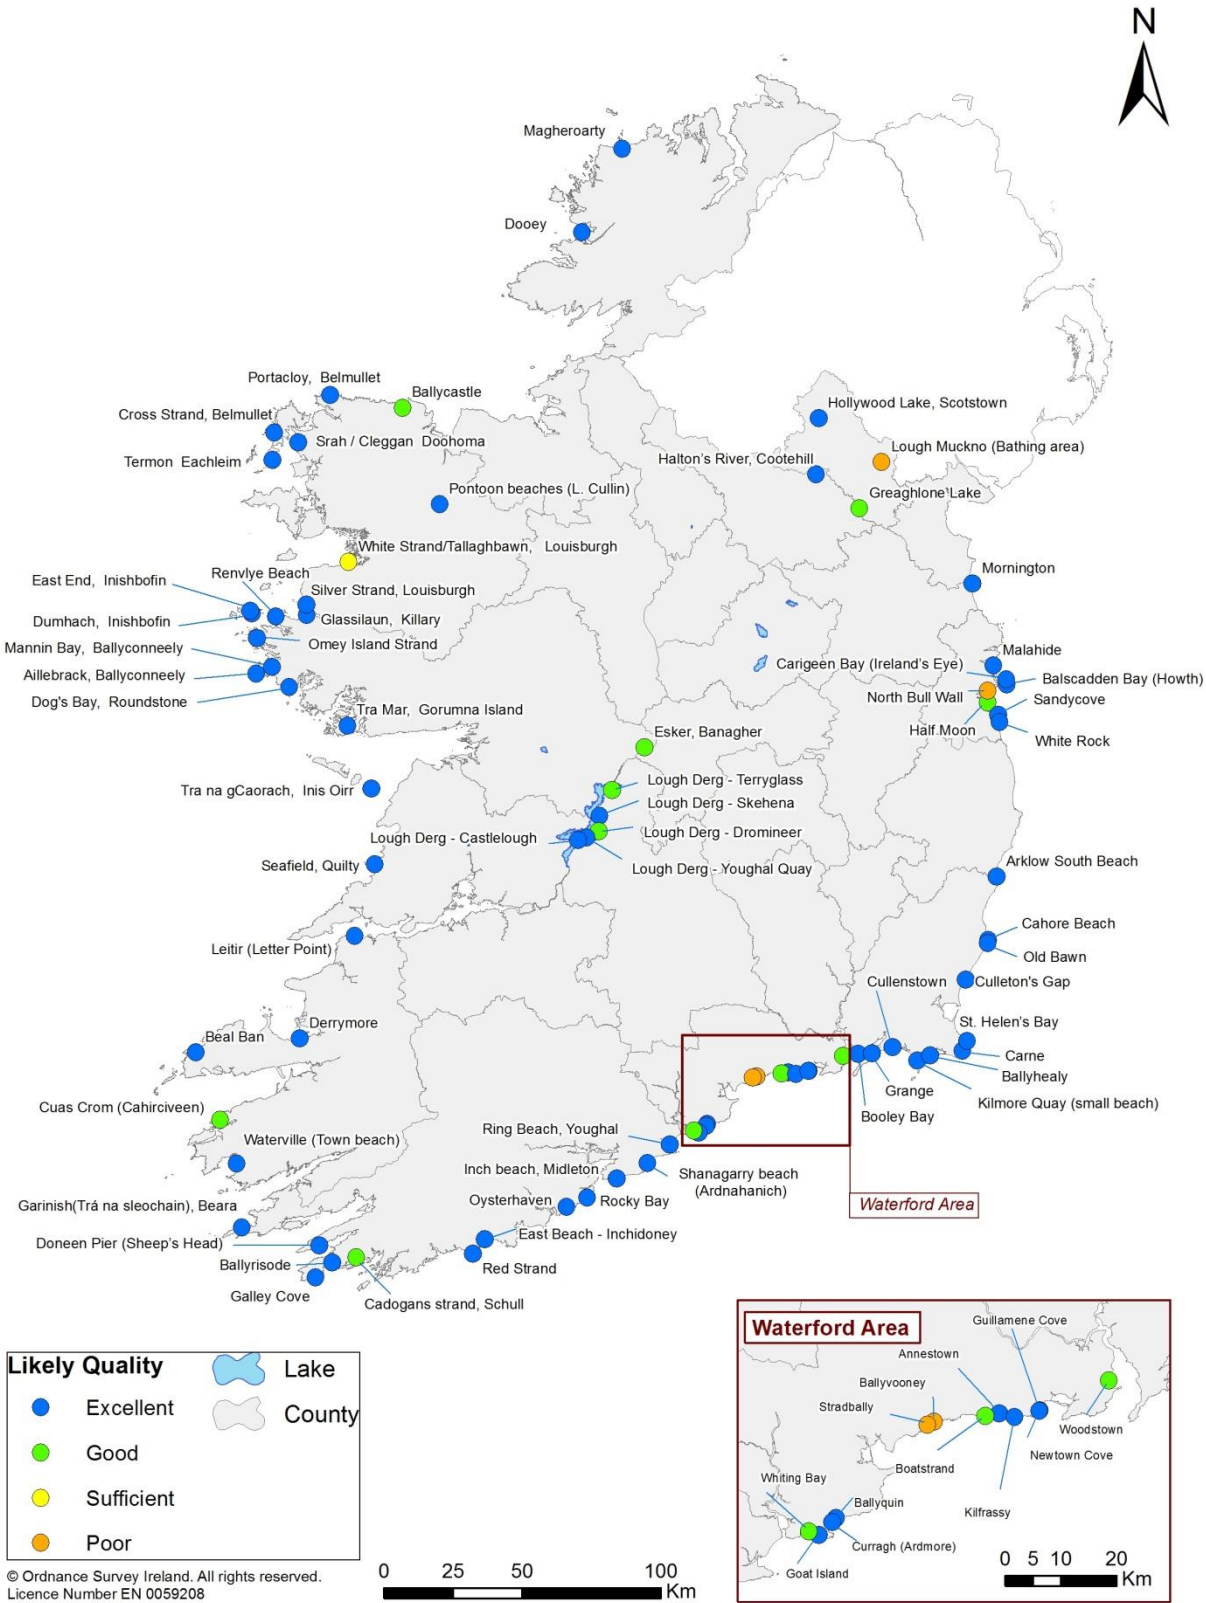 N
Magheroarty
Dooey
Portacloy, Belmullet
Ballycastle
Cross Strand, Belmullet
Srah / Cleggan Doohoma
Termon Eachleim
Pontoon beaches (L. Cullin)
Hollywood Lake, Scotstown
Lough Muckno (Bathing area)
Halton's River, Cootehill
Greaghlone Lake
White Strand/Tallaghbawn, Louisburgh
East End, Inishbofin
Renvlye Beach
Silver Strand, Louisburgh
Dumhach, Inishbofin
Glassilaun, Killary
Omey Island Strand
Mannin Bay, Ballyconneely
Aillebrack, Ballyconneely
Dog's Bay, Roundstone
Tra Mar, Gorumna Island
Mornington
Malahide
Carigeen Bay (Ireland's Eye)
Balscadden Bay (Howth)
North Bull Wall
Sandycove
Half Moon
White Rock
Esker, Banagher
Tra na gCaorach, Inis Oirr
Lough Derg - Terryglass
Lough Derg - Skehena
Lough Derg - Castlelough
Lough Derg - Dromineer
Lough Derg - Youghal Quay
Seafield, Quilty
Arklow South Beach
Leitir (Letter Point)
Cahore Beach
Old Bawn
Cullenstown
Culleton's Gap
Derrymore
Beal Ban
St. Helen's Bay
Carne
Ballyhealy
Grange
Kilmore Quay (small beach)
Booley Bay
Cuas Crom (Cahirciveen)
Waterville (Town beach)
Ring Beach, Youghal
Inch beach, Midleton
Shanagarry beach
(Ardnahanich)
Oysterhaven
Rocky Bay
Waterford Area
Garinish(Trá na sleochain), Beara
Doneen Pier (Sheep's Head)
East Beach - Inchidoney
Ballyrisode
Red Strand
Galley Cove
Cadogans strand, Schull
Waterford Area
Guillamene Cove
Annestown
Ballyvooney
Stradbally
Woodstown
Newtown Cove
Boatstrand
Kilfrassy
Whiting Bay
Ballyquin
Curragh (Ardmore)
Goat Island
0 5 10 20
Km
Likely Quality
Lake
Excellent
County
Good
Sufficient
Poor
© Ordnance Survey Ireland. All rights reserved.
Licence Number EN 0059208
0 25 50 100
Km